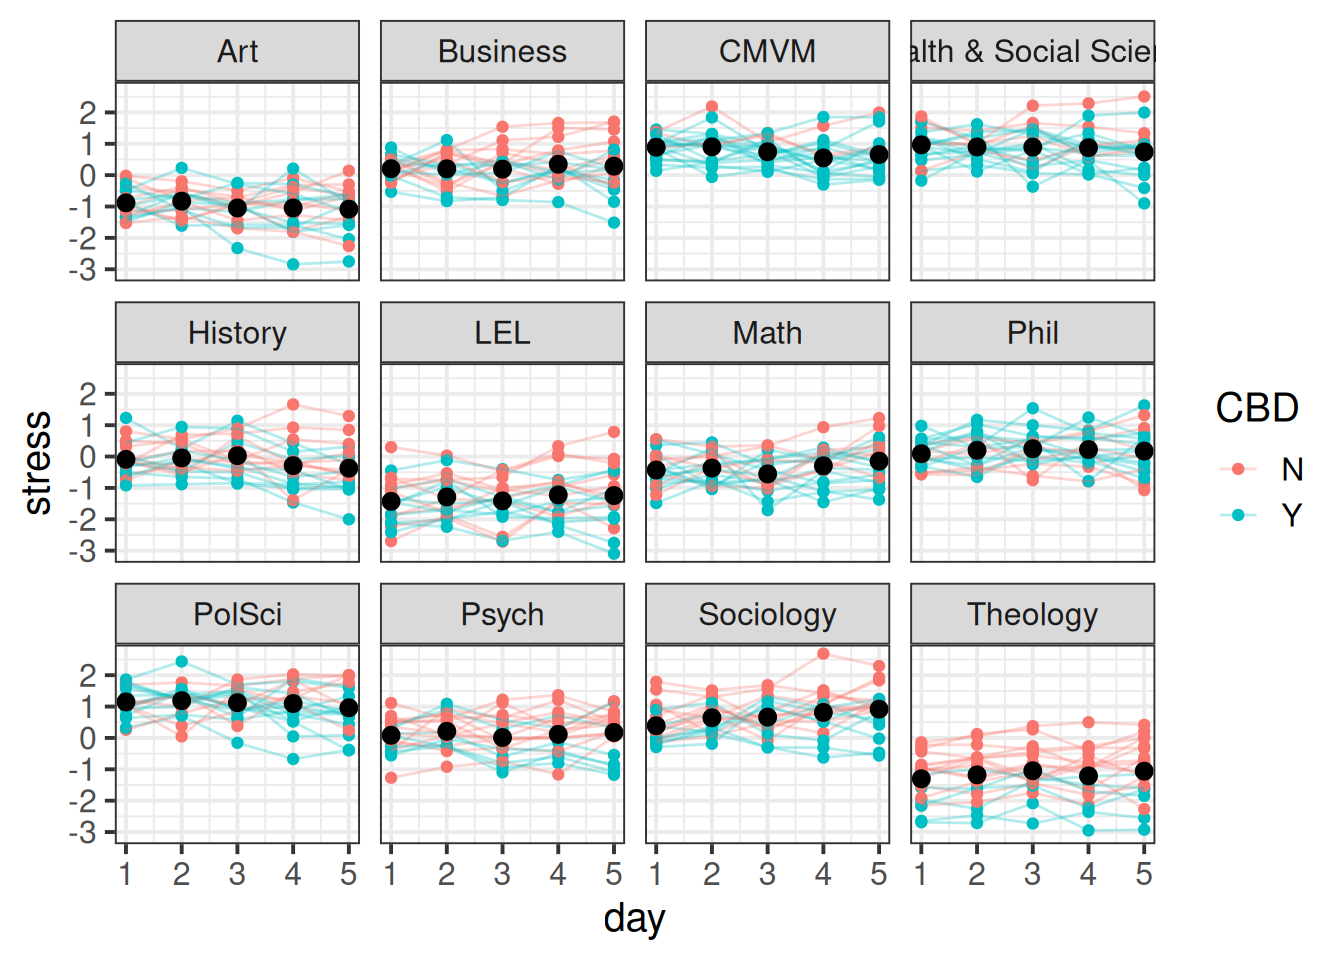 Art Business CMVM alth & Social Scien
2
1
0
-1
-2
-3
History LEL Math Phil
2
1
0
-1
-2
-3
stress
CBD
N
Y
PolSci Psych Sociology Theology
2
1
0
-1
-2
-3
1 2 3 4 5 1 2 3 4 5 1 2 3 4 5 1 2 3 4 5
day